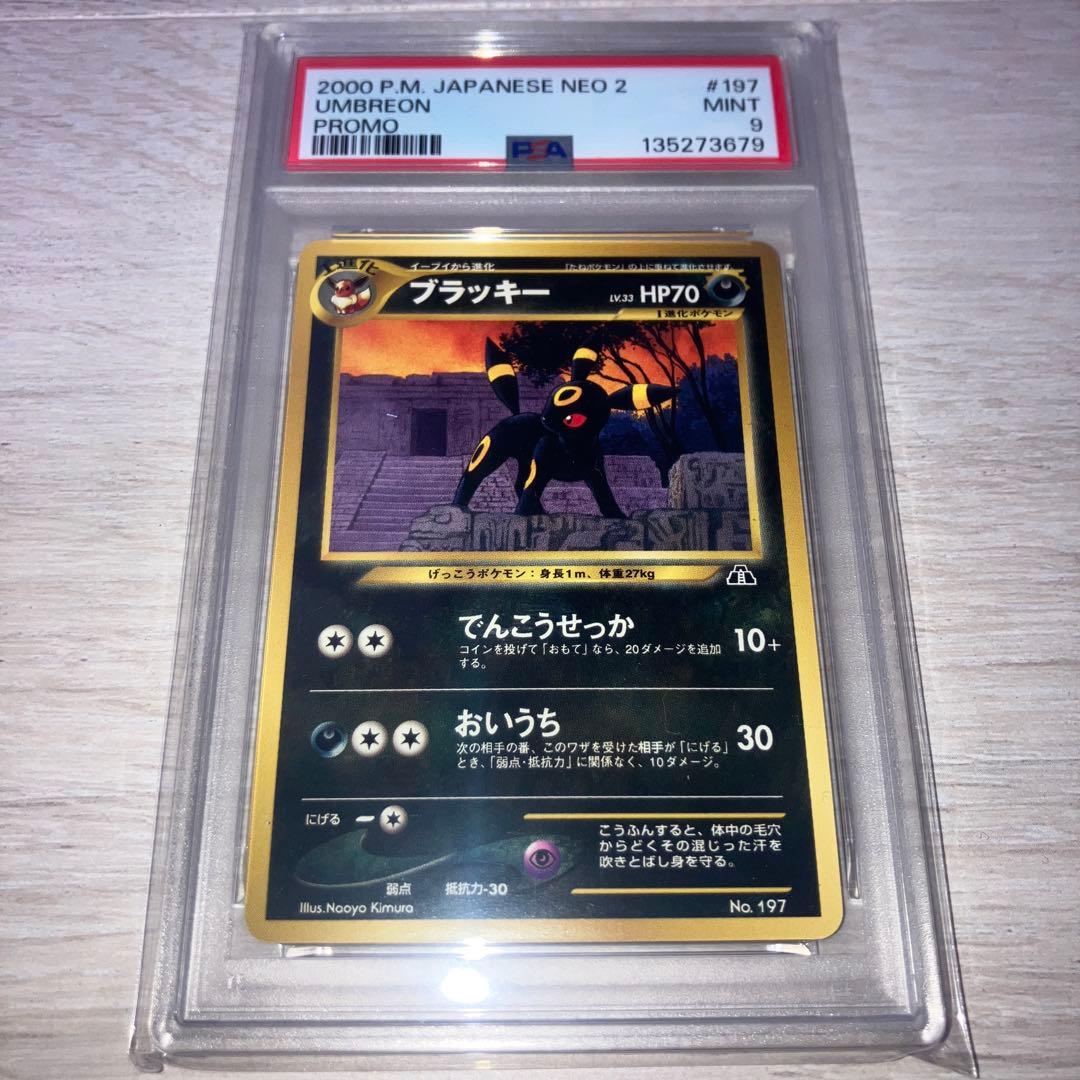 2000 P.M. JAPANESE NEO 2 #197
UMBREON MINT
PROMO 9
PSA 135273679
イーブイから進化 「たねポケモン」の上に重ねて進化させます。
ブラッキー LV.33 HP70
1進化ポケモン
げっこうポケモン:身長1m、体重27kg
でんこうせっか 10+
コインを投げて「おもて」なら、20ダメージを追加
する。
おいうち 30
次の相手の番、このワザを受けた相手が「にげる」
とき、「弱点・抵抗力」に関係なく、10ダメージ。
にげる
こうふんすると、体中の毛穴
からどくその混じった汗を
吹きとばし身を守る。
弱点 抵抗力-30
Illus.Naoyo Kimura No. 197